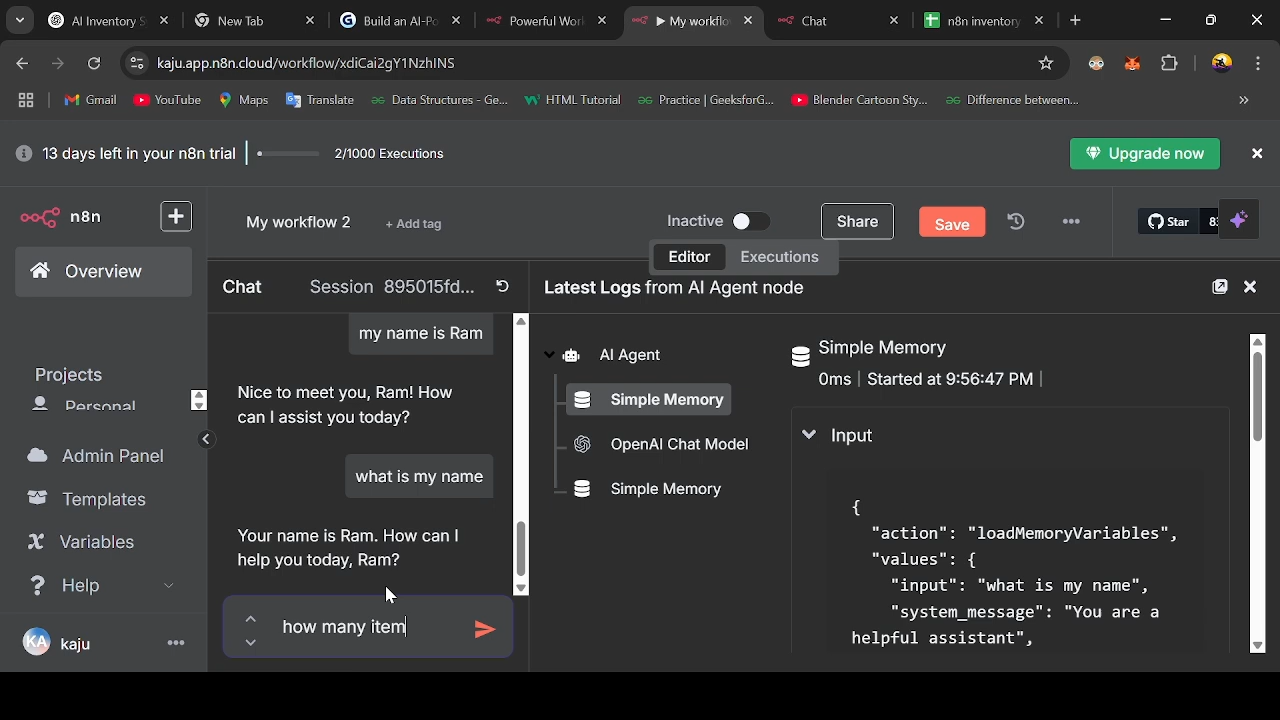 AI Inventory S
New Tab
Build an AI-Po
Powerful Wor
My workflo
Chat
n8n inventory
kaju.app.n8n.cloud/workflow/xdiCai2gY1NzhINS
Gmail
YouTube
Maps
Translate
Data Structures - Ge...
HTML Tutorial
Practice | GeeksforG...
Blender Cartoon Sty...
Difference between...
13 days left in your n8n trial
2/1000 Executions
Upgrade now
n8n
My workflow 2
+ Add tag
Inactive
Share
Save
Star
Editor
Executions
Overview
Projects
Personal
Admin Panel
Templates
Variables
Help
KA kaju
Chat
Session 895015fd...
my name is Ram
Nice to meet you, Ram! How
can I assist you today?
what is my name
Your name is Ram. How can I
help you today, Ram?
how many item
Latest Logs from AI Agent node
AI Agent
Simple Memory
OpenAI Chat Model
Simple Memory
Simple Memory
0ms | Started at 9:56:47 PM |
Input
{
"action": "loadMemoryVariables",
"values": {
"input": "what is my name",
"system_message": "You are a
helpful assistant",